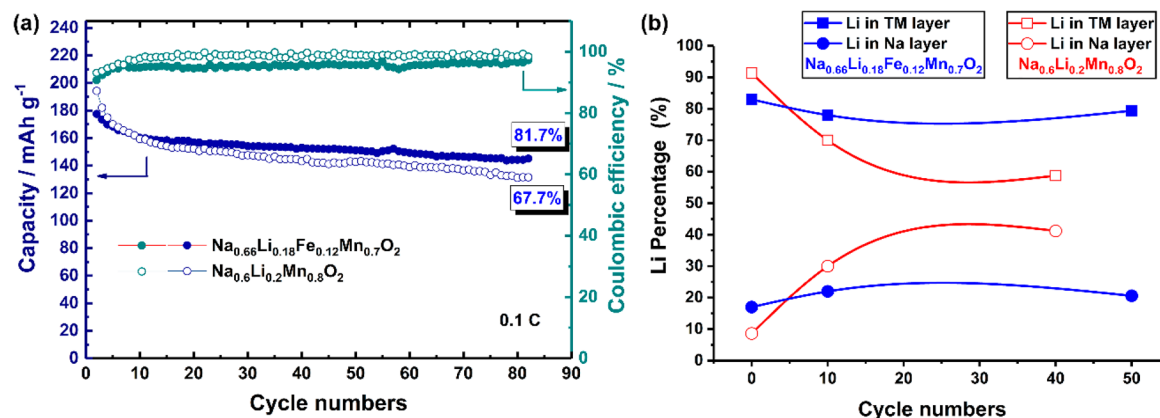 (a)
240
220
200
180
160
140
120
100
80
60
40
20
0
Capacity / mAh g⁻¹
100
80
60
40
20
0
Coulombic efficiency / %
81.7%
67.7%
Na₀.₆₆Li₀.₁₈Fe₀.₁₂Mn₀.₇O₂
Na₀.₆Li₀.₂Mn₀.₈O₂
0.1 C
0 10 20 30 40 50 60 70 80 90
Cycle numbers
(b)
Li in TM layer
Li in Na layer
Na₀.₆₆Li₀.₁₈Fe₀.₁₂Mn₀.₇O₂
Li in TM layer
Li in Na layer
Na₀.₆Li₀.₂Mn₀.₈O₂
100
90
80
70
60
50
40
30
20
10
0
Li Percentage (%)
0 10 20 30 40 50
Cycle numbers